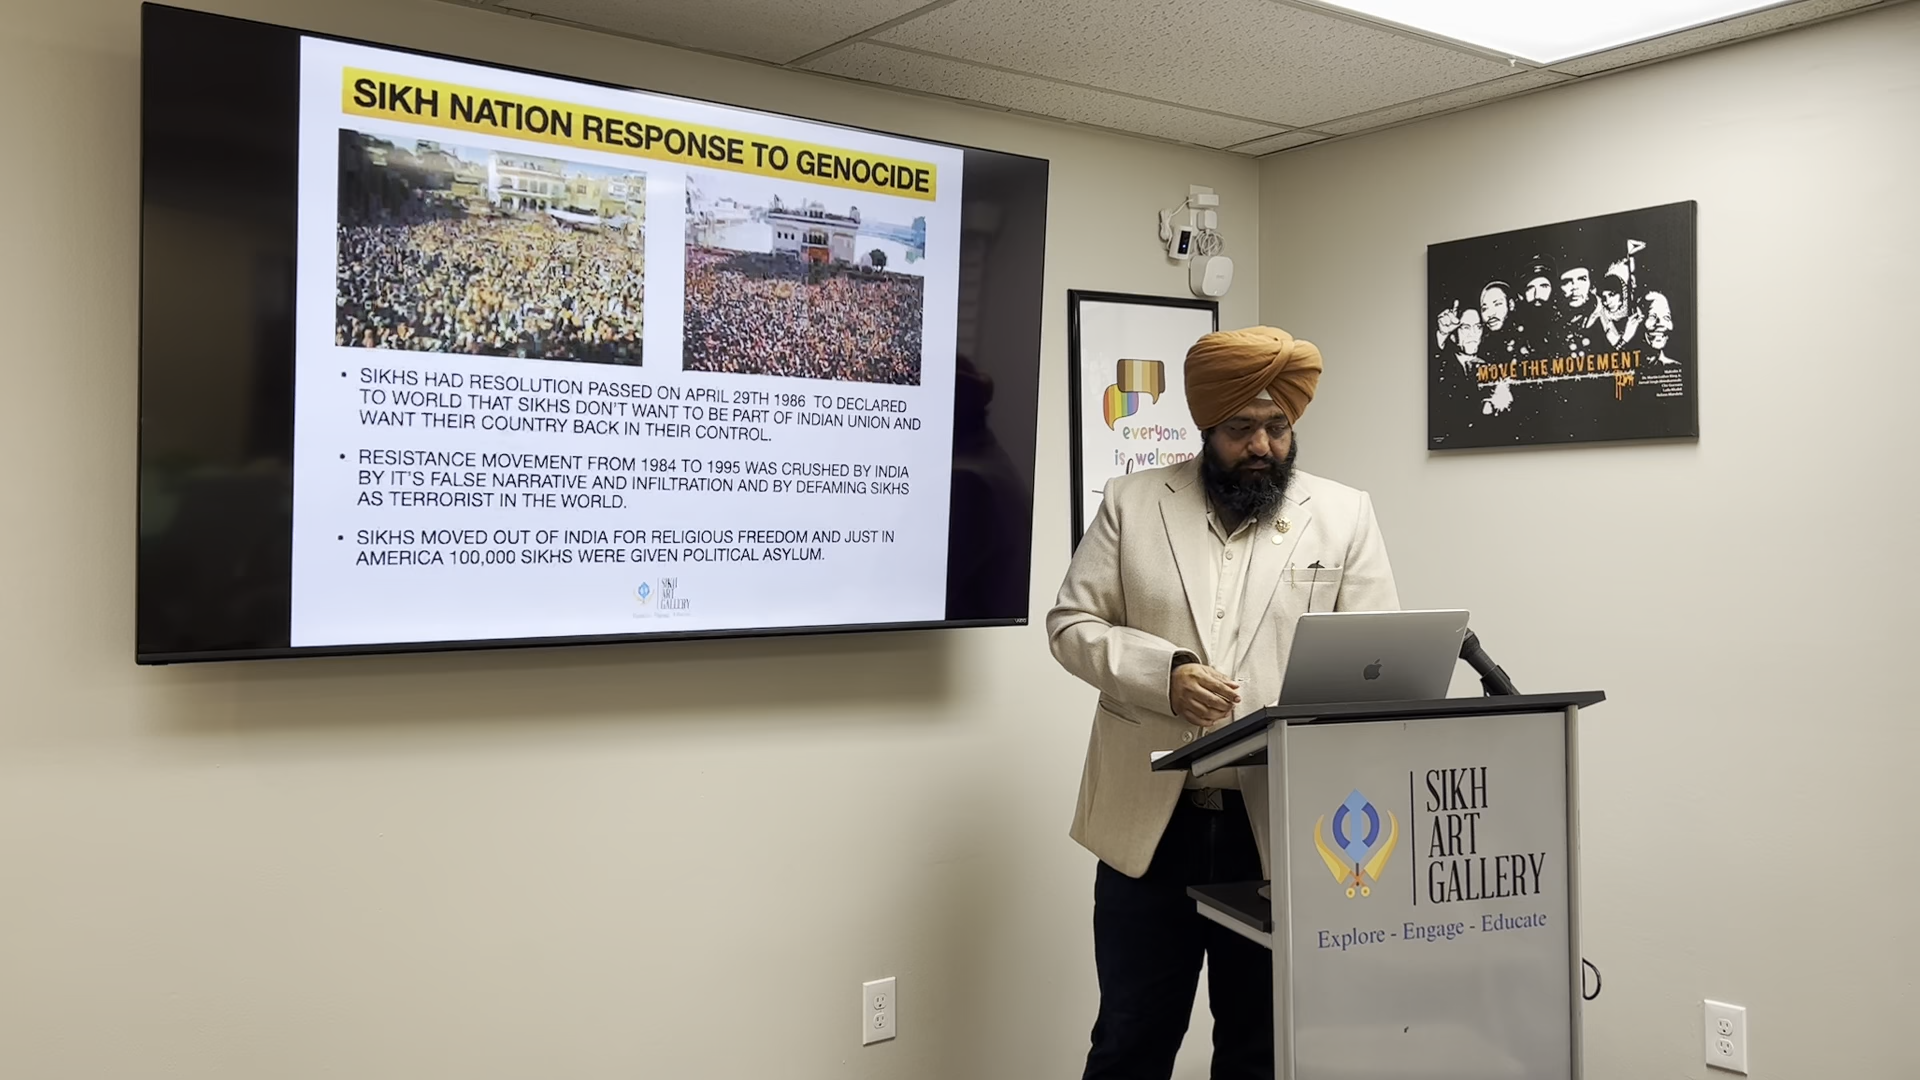 SIKH NATION RESPONSE TO GENOCIDE
• SIKHS HAD RESOLUTION PASSED ON APRIL 29TH 1986 TO DECLARED
TO WORLD THAT SIKHS DON'T WANT TO BE PART OF INDIAN UNION AND
WANT THEIR COUNTRY BACK IN THEIR CONTROL.
• RESISTANCE MOVEMENT FROM 1984 TO 1995 WAS CRUSHED BY INDIA
BY IT'S FALSE NARRATIVE AND INFILTRATION AND BY DEFAMING SIKHS
AS TERRORIST IN THE WORLD.
• SIKHS MOVED OUT OF INDIA FOR RELIGIOUS FREEDOM AND JUST IN
AMERICA 100,000 SIKHS WERE GIVEN POLITICAL ASYLUM.
SIKH
ART
GALLERY
everyone
is welcome
MOVE THE MOVEMENT
SIKH
ART
GALLERY
Explore - Engage - Educate